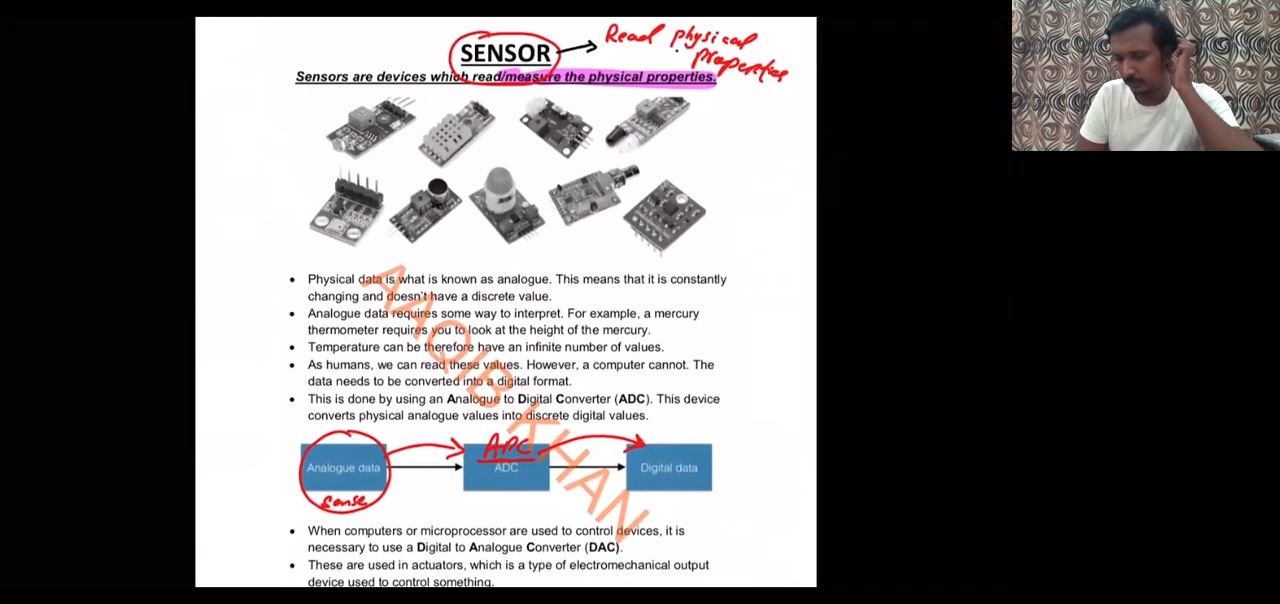 SENSOR
Read physical
properties
Sensors are devices which read/measure the physical properties.
• Physical data is what is known as analogue. This means that it is constantly
changing and doesn't have a discrete value.
• Analogue data requires some way to interpret. For example, a mercury
thermometer requires you to look at the height of the mercury.
• Temperature can be therefore have an infinite number of values.
• As humans, we can read these values. However, a computer cannot. The
data needs to be converted into a digital format.
• This is done by using an Analogue to Digital Converter (ADC). This device
converts physical analogue values into discrete digital values.
ADC
Analogue data
ADC
Digital data
Sense
• When computers or microprocessor are used to control devices, it is
necessary to use a Digital to Analogue Converter (DAC).
• These are used in actuators, which is a type of electromechanical output
device used to control something.
AAQIB KHAN